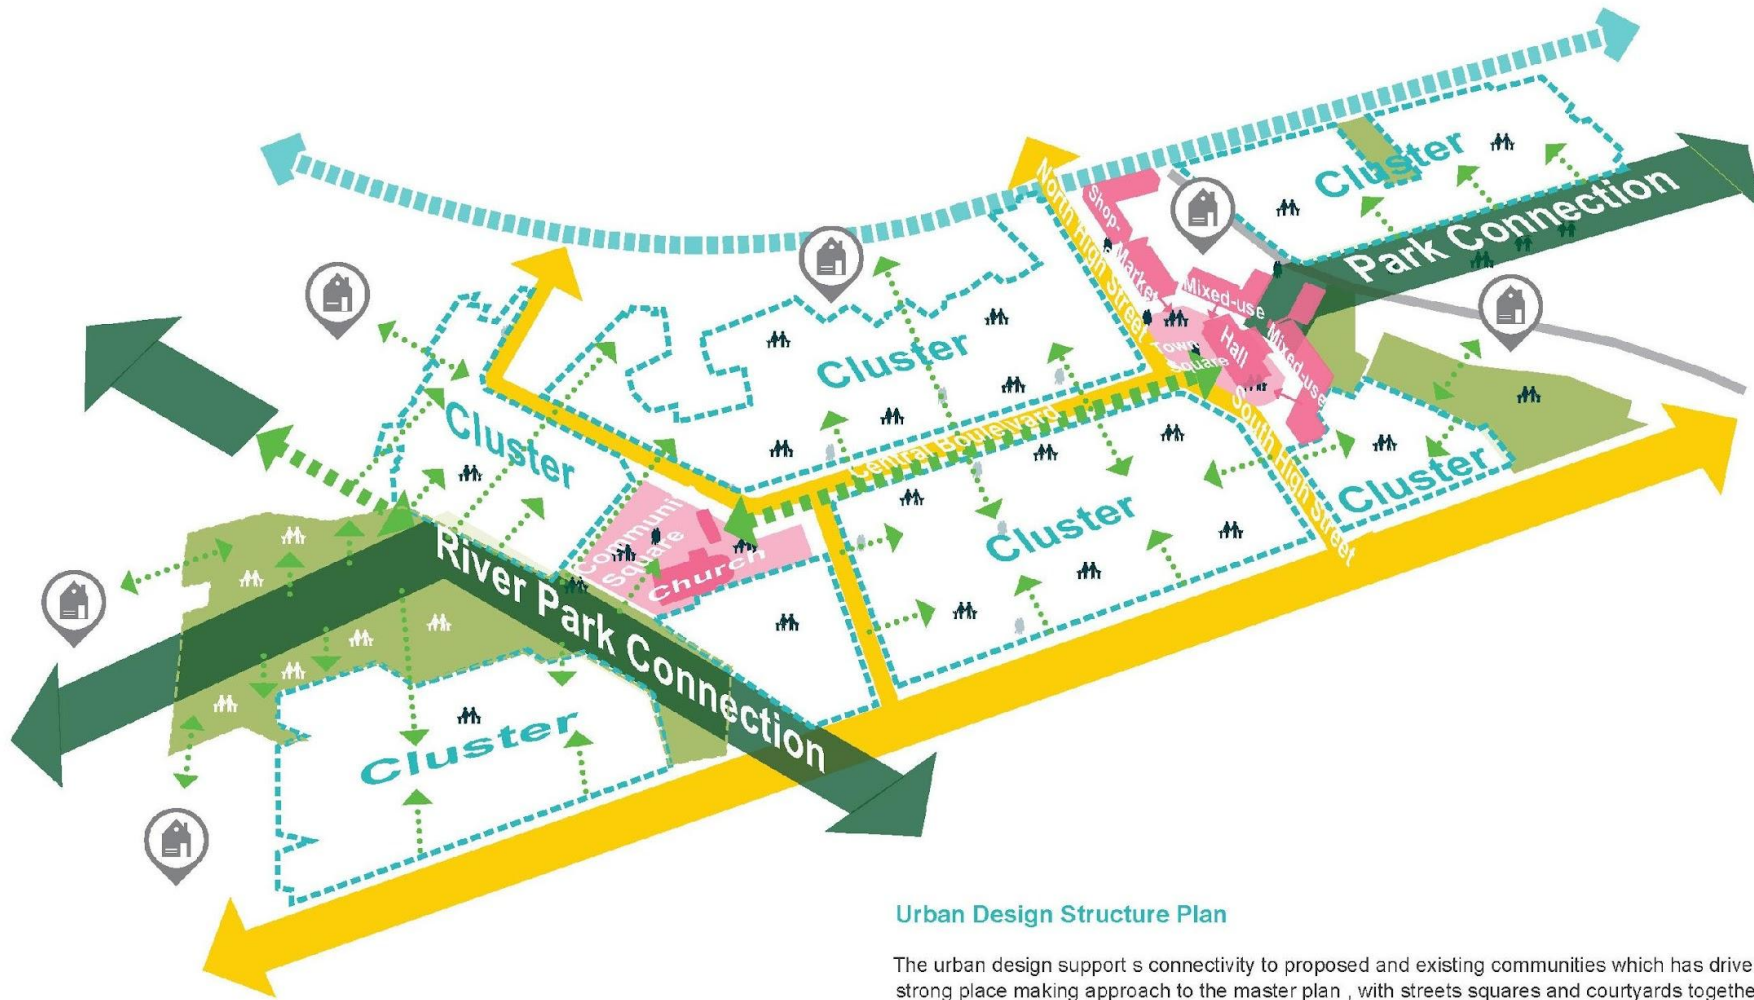 Cluster
Park Connection
North High Street
Shop-
Market
Mixed-use
Hall
Mixed-use
Town
Square
Cluster
Cluster
Central Boulevard
South High Street
Cluster
Cluster
Communi
Square
Church
River Park Connection
Cluster
Urban Design Structure Plan
The urban design support s connectivity to proposed and existing communities which has drive
strong place making approach to the master plan , with streets squares and courtyards togethe